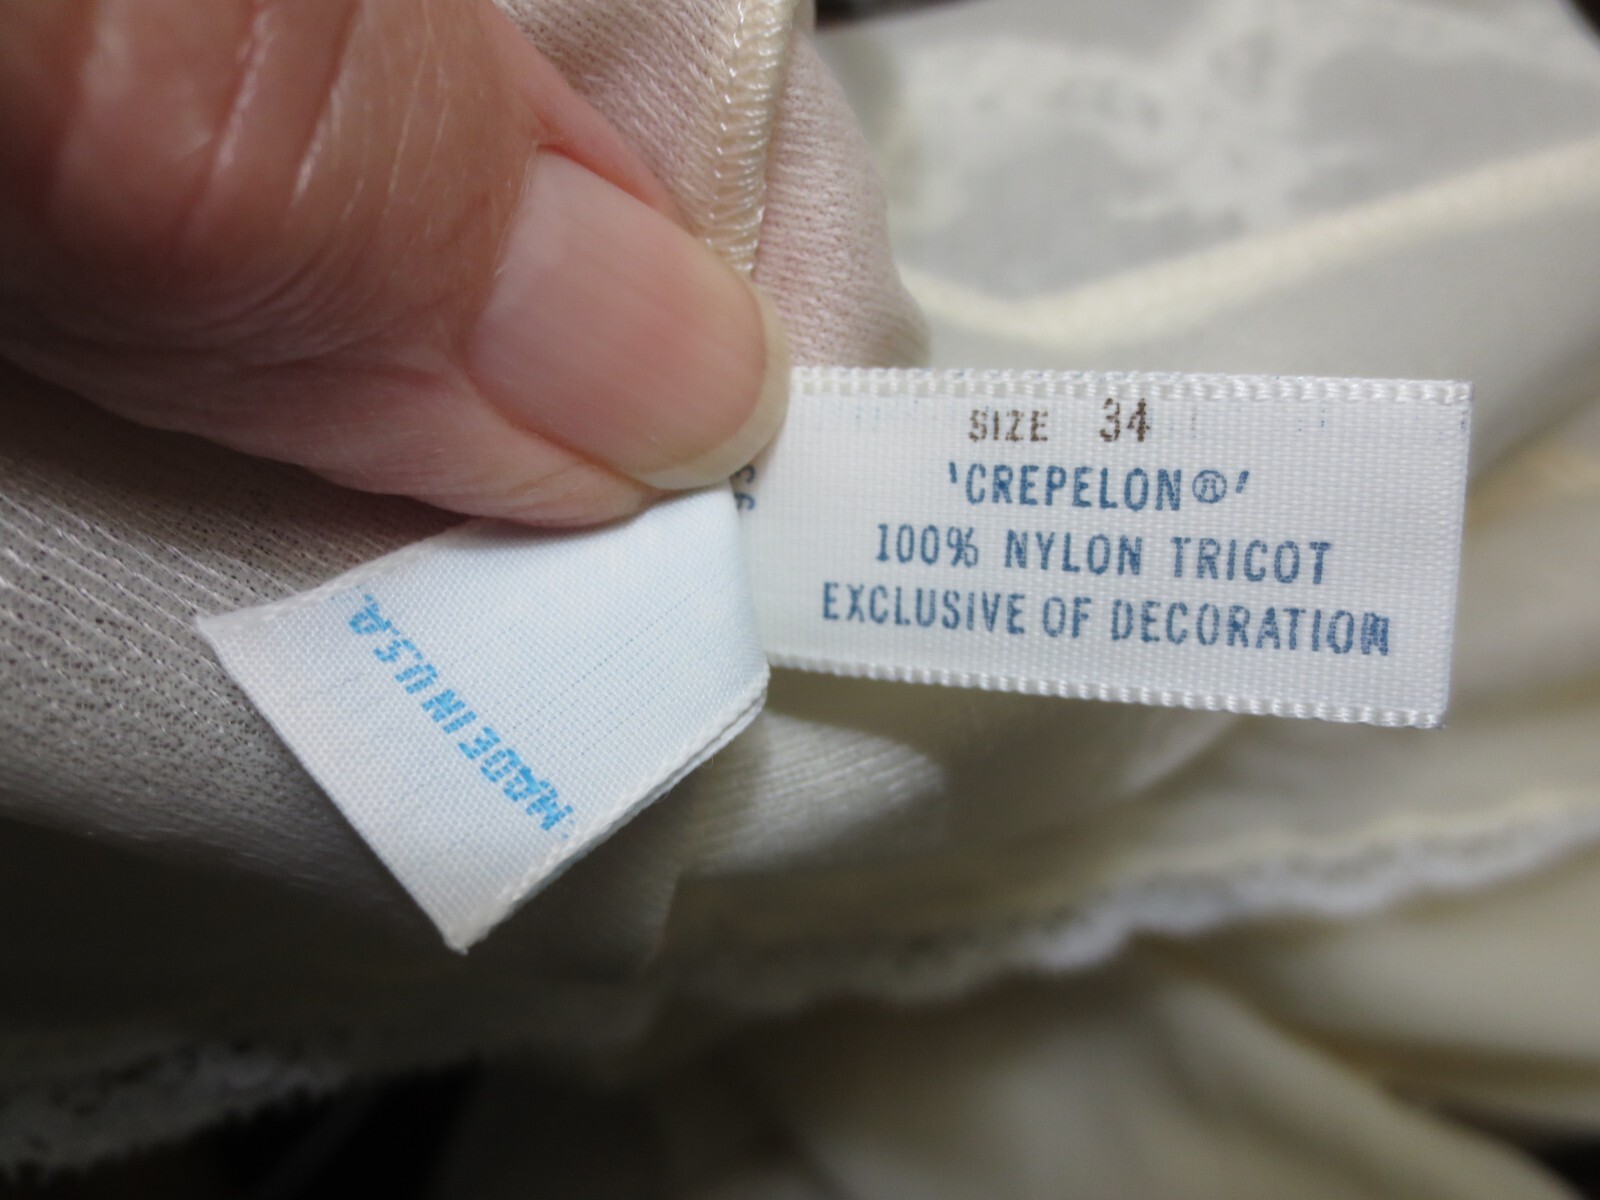 SIZE 34
'CREPELON®'
100% NYLON TRICOT
EXCLUSIVE OF DECORATION
MADE IN U.S.A.